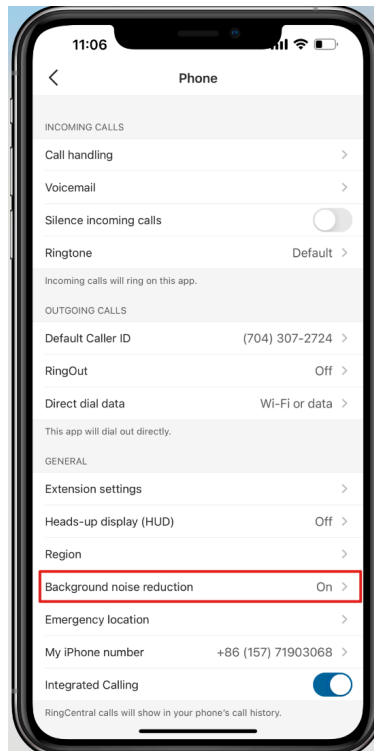 11:06
Phone
INCOMING CALLS
Call handling
Voicemail
Silence incoming calls
Ringtone Default
Incoming calls will ring on this app.
OUTGOING CALLS
Default Caller ID (704) 307-2724
RingOut Off
Direct dial data Wi-Fi or data
This app will dial out directly.
GENERAL
Extension settings
Heads-up display (HUD) Off
Region
Background noise reduction On
Emergency location
My iPhone number +86 (157) 71903068
Integrated Calling
RingCentral calls will show in your phone's call history.